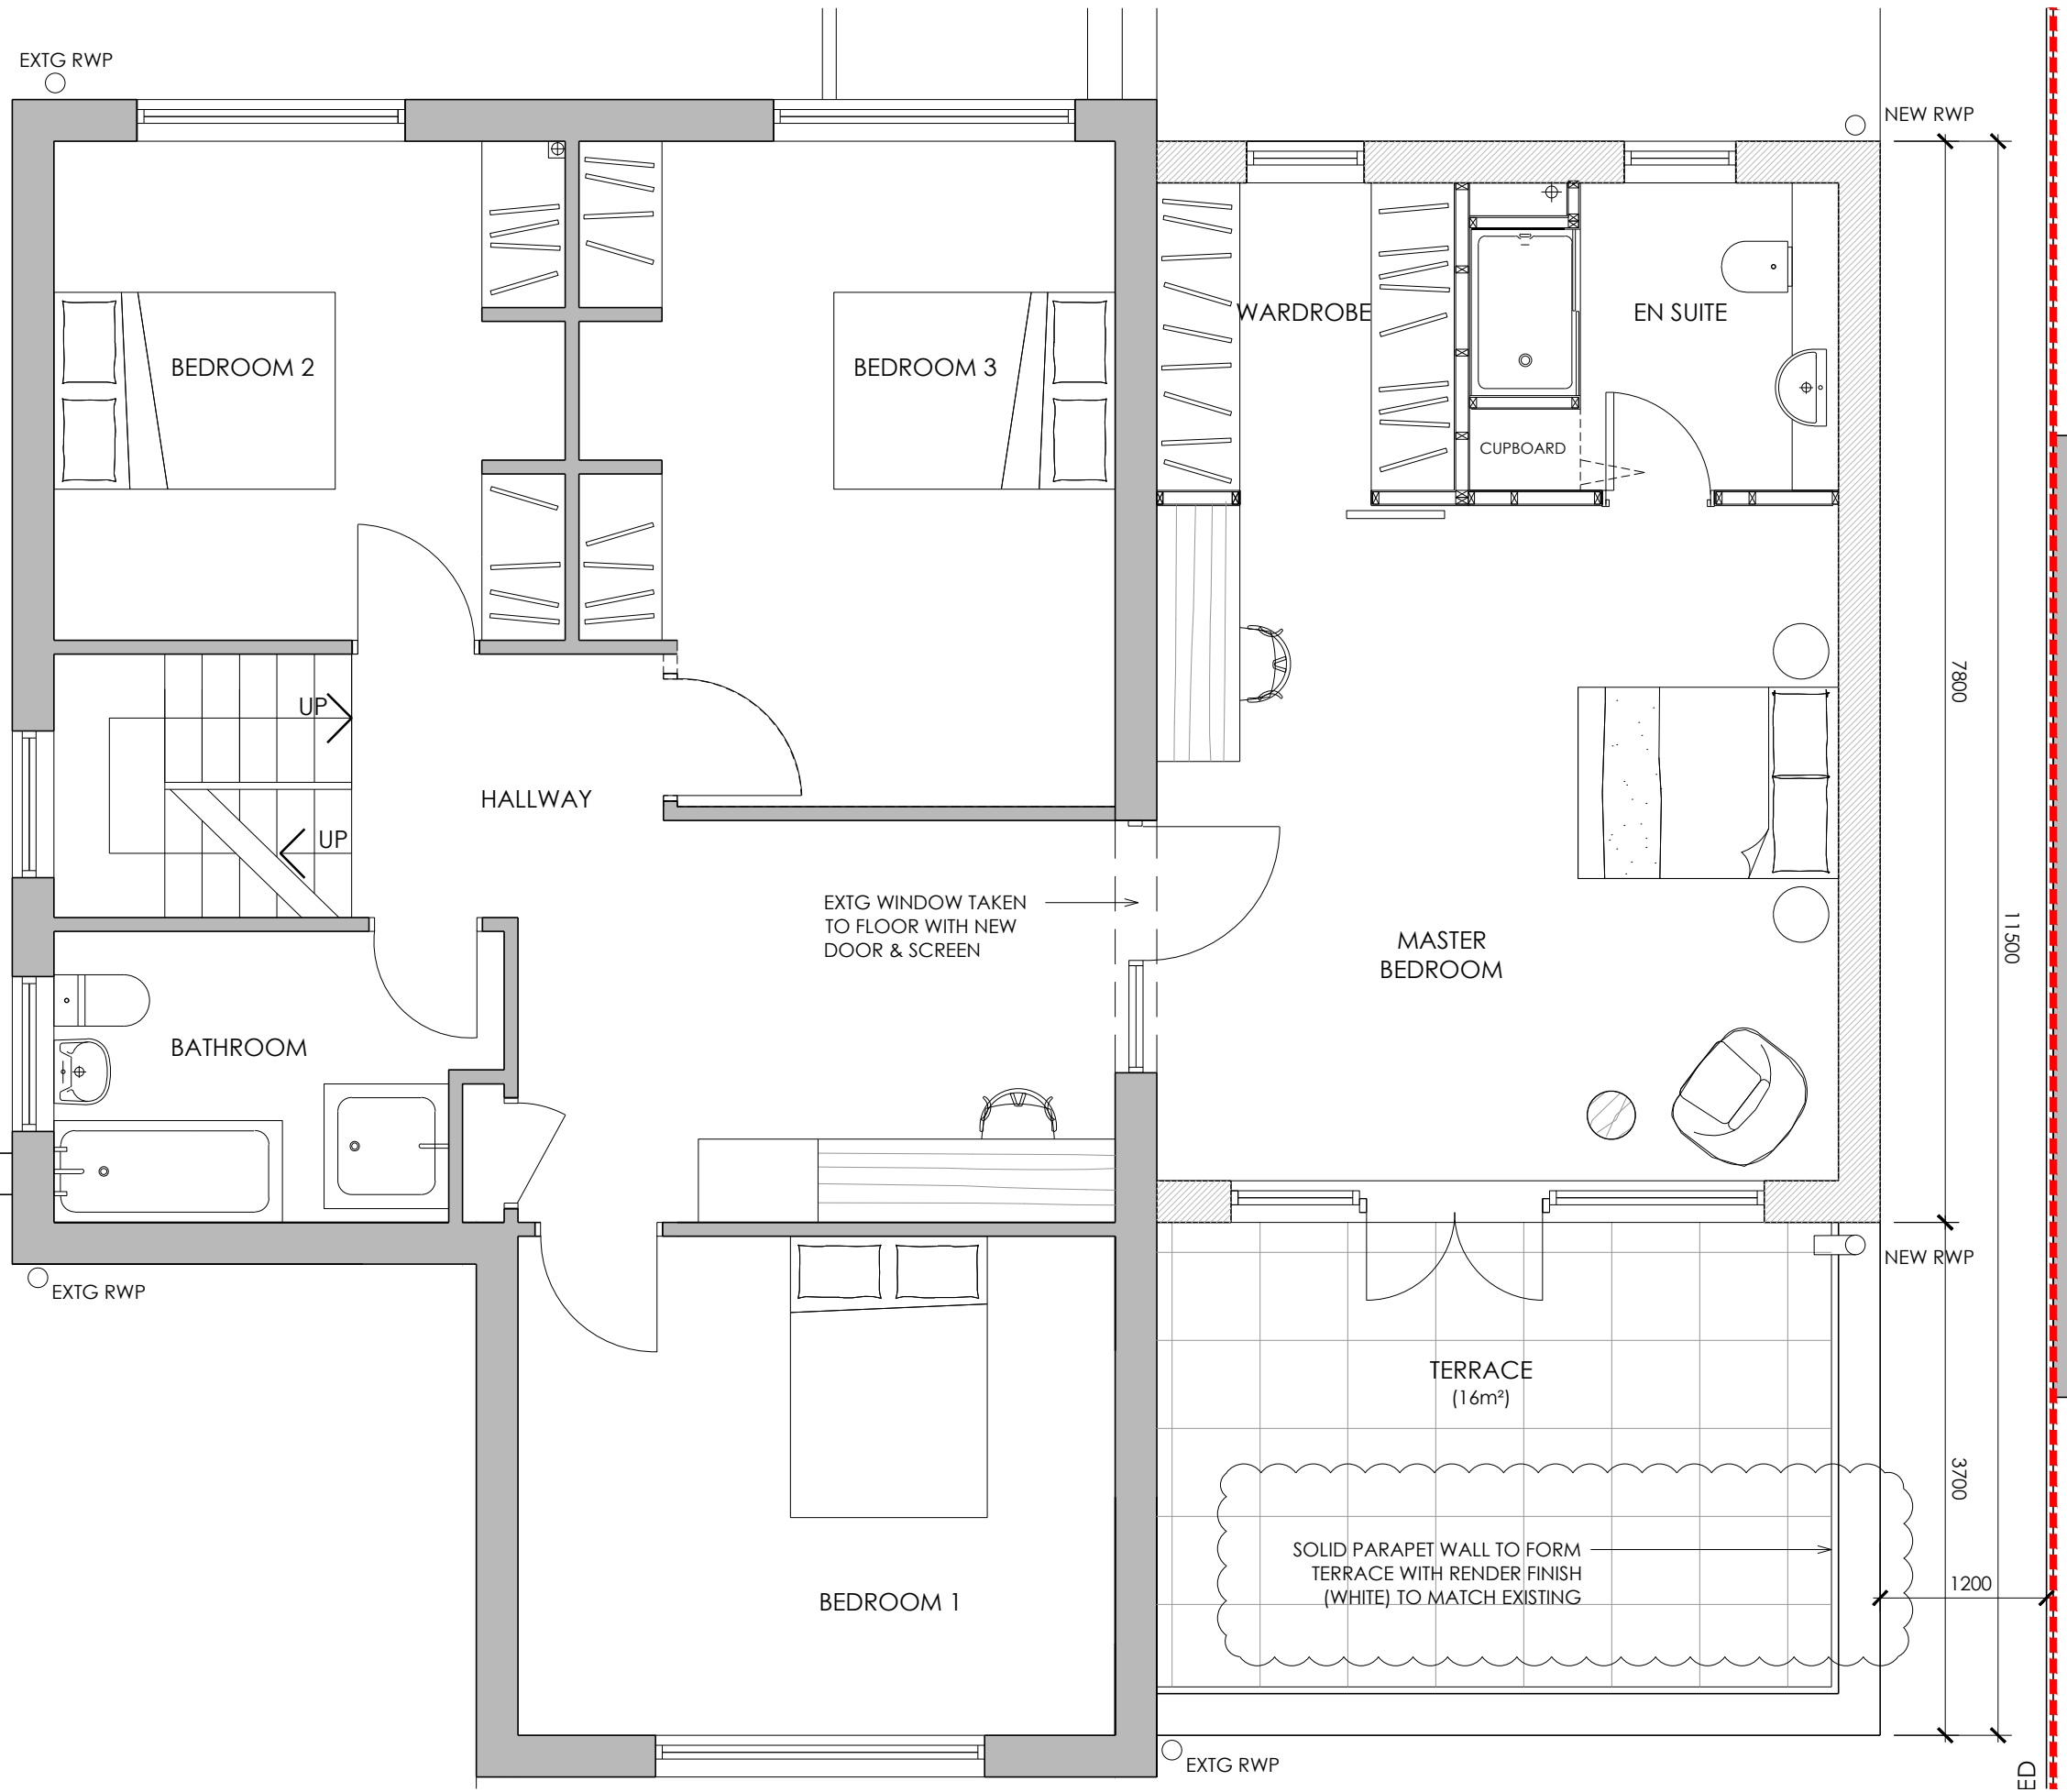 EXTG RWP
NEW RWP
WARDROBE
EN SUITE
BEDROOM 2
BEDROOM 3
CUPBOARD
7800
UP
HALLWAY
UP
EXTG WINDOW TAKEN
TO FLOOR WITH NEW
DOOR & SCREEN
11500
MASTER
BEDROOM
BATHROOM
NEW RWP
EXTG RWP
TERRACE
(16m²)
3700
SOLID PARAPET WALL TO FORM
TERRACE WITH RENDER FINISH
(WHITE) TO MATCH EXISTING
1200
BEDROOM 1
EXTG RWP
ED